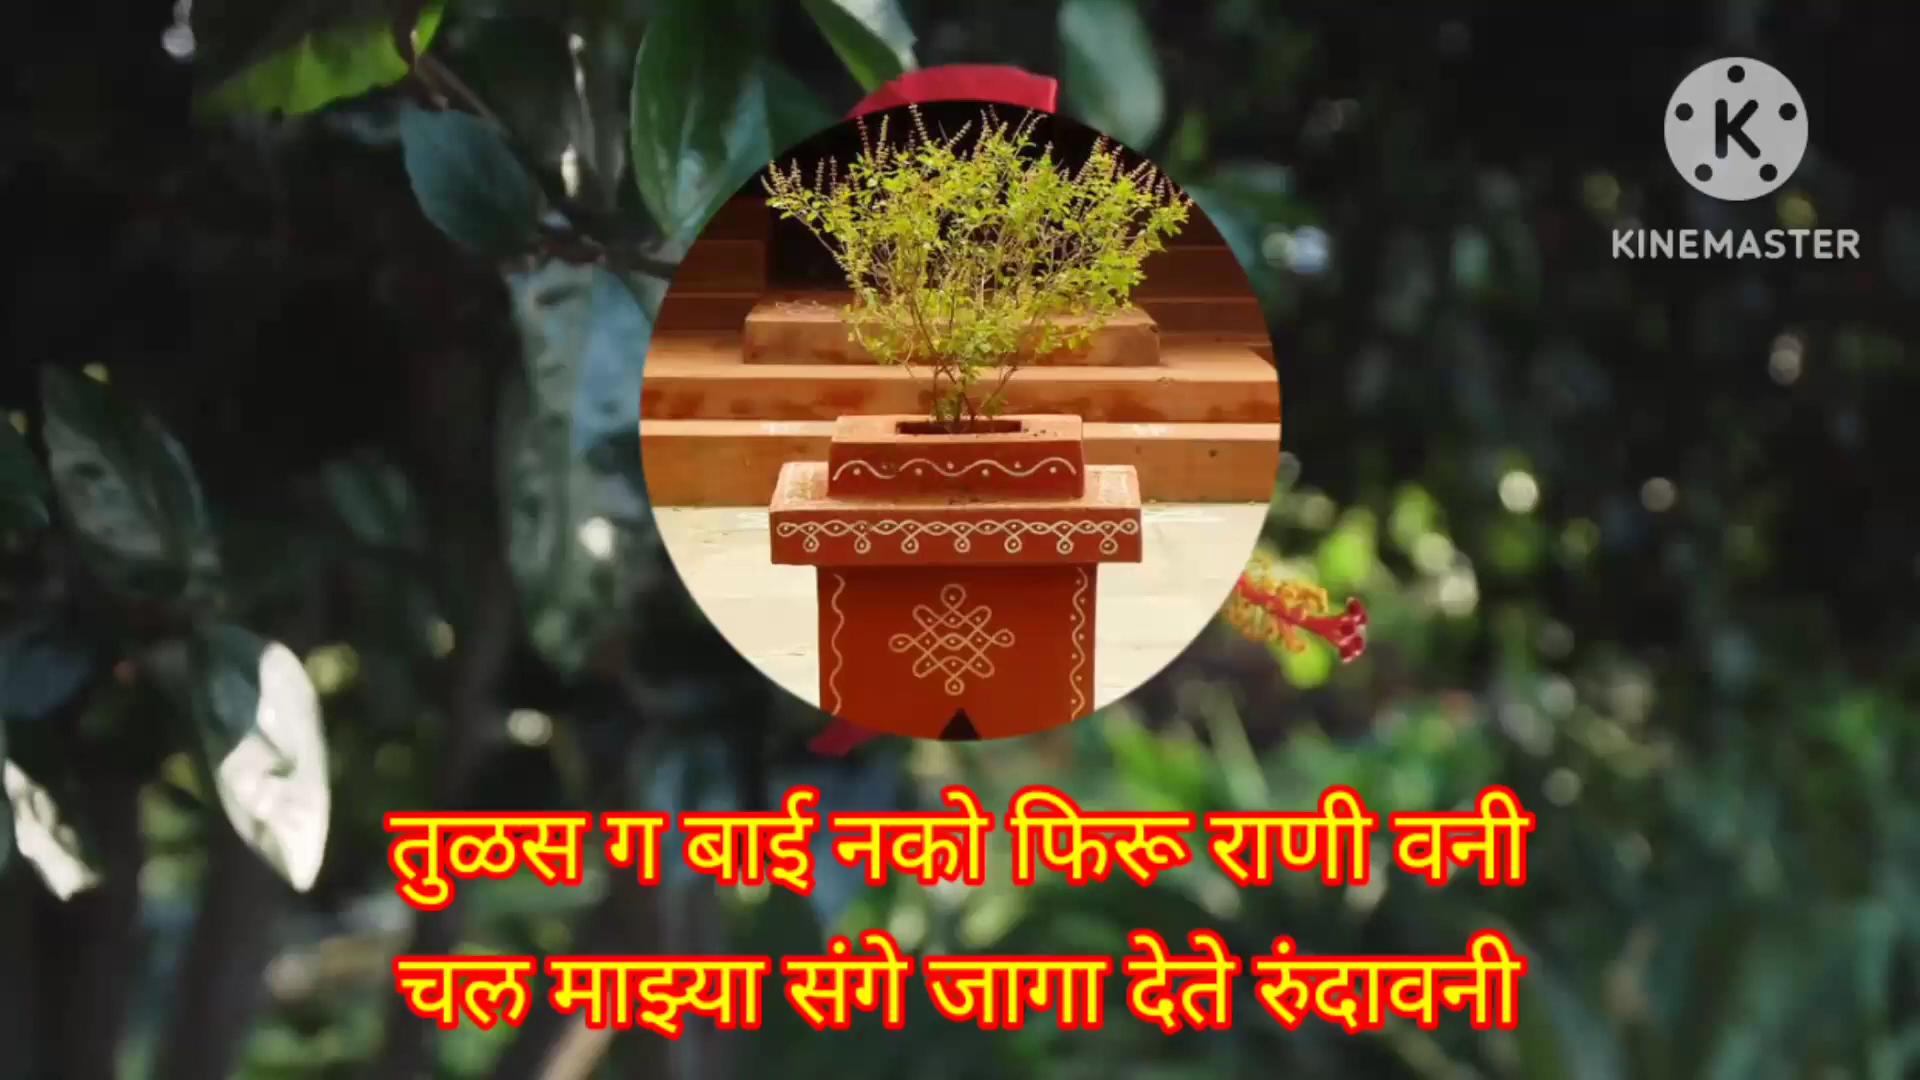 KINEMASTER
तुळस ग बाई नको फिरू राणी वनी
चल माझ्या संगे जागा देते रुंदावनी